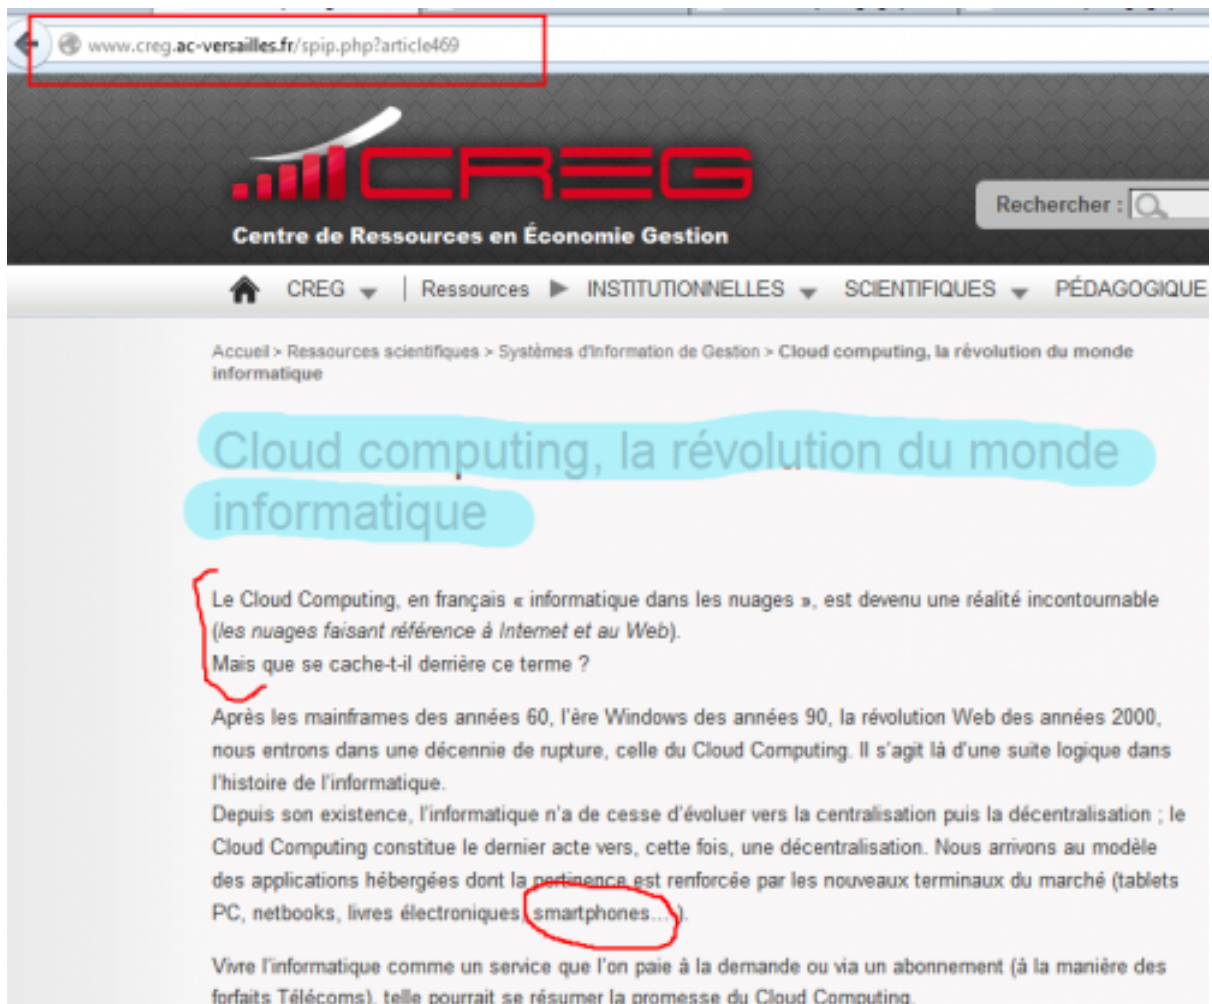 www.creg.ac-versailles.fr/spip.php?article469
CREG
Rechercher :
Centre de Ressources en Économie Gestion
CREG | Ressources INSTITUTIONNELLES SCIENTIFIQUES PÉDAGOGIQUE
Accueil > Ressources scientifiques > Systèmes d'Information de Gestion > Cloud computing, la révolution du monde
informatique
Cloud computing, la révolution du monde
informatique
Le Cloud Computing, en français « informatique dans les nuages », est devenu une réalité incontournable
(les nuages faisant référence à Internet et au Web).
Mais que se cache-t-il derrière ce terme ?
Après les mainframes des années 60, l'ère Windows des années 90, la révolution Web des années 2000,
nous entrons dans une décennie de rupture, celle du Cloud Computing. Il s'agit là d'une suite logique dans
l'histoire de l'informatique.
Depuis son existence, l'informatique n'a de cesse d'évoluer vers la centralisation puis la décentralisation ; le
Cloud Computing constitue le dernier acte vers, cette fois, une décentralisation. Nous arrivons au modèle
des applications hébergées dont la pertinence est renforcée par les nouveaux terminaux du marché (tablets
PC, netbooks, livres électroniques, smartphones...).
Vivre l'informatique comme un service que l'on paie à la demande ou via un abonnement (à la manière des
forfaits Télécoms), telle pourrait se résumer la promesse du Cloud Computing.